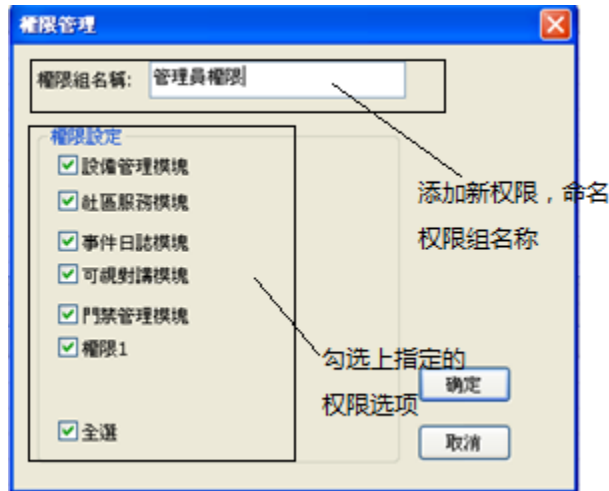 權限管理
權限組名稱: 管理員權限
權限設定
設備管理模塊
社區服務模塊
事件日誌模塊
可視對講模塊
門禁管理模塊
權限1
全選
添加新权限，命名
权限组名称
勾选上指定的
权限选项
确定
取消